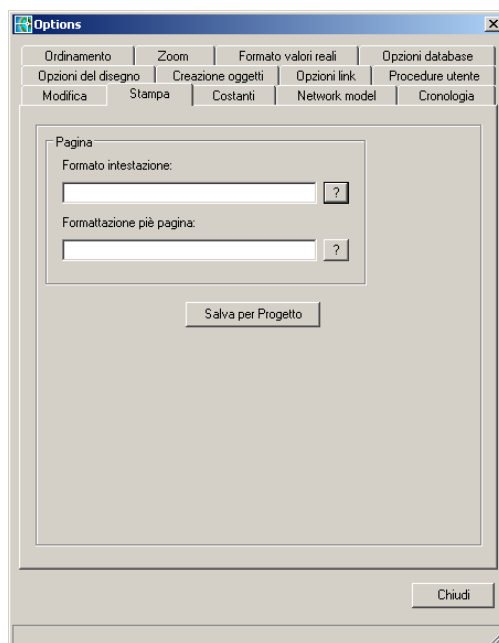 Options
Ordinamento Zoom Formato valori reali Opzioni database
Opzioni del disegno Creazione oggetti Opzioni link Procedure utente
Modifica Stampa Costanti Network model Cronologia
Pagina
Formato intestazione:
?
Formattazione piè pagina:
?
Salva per Progetto
Chiudi